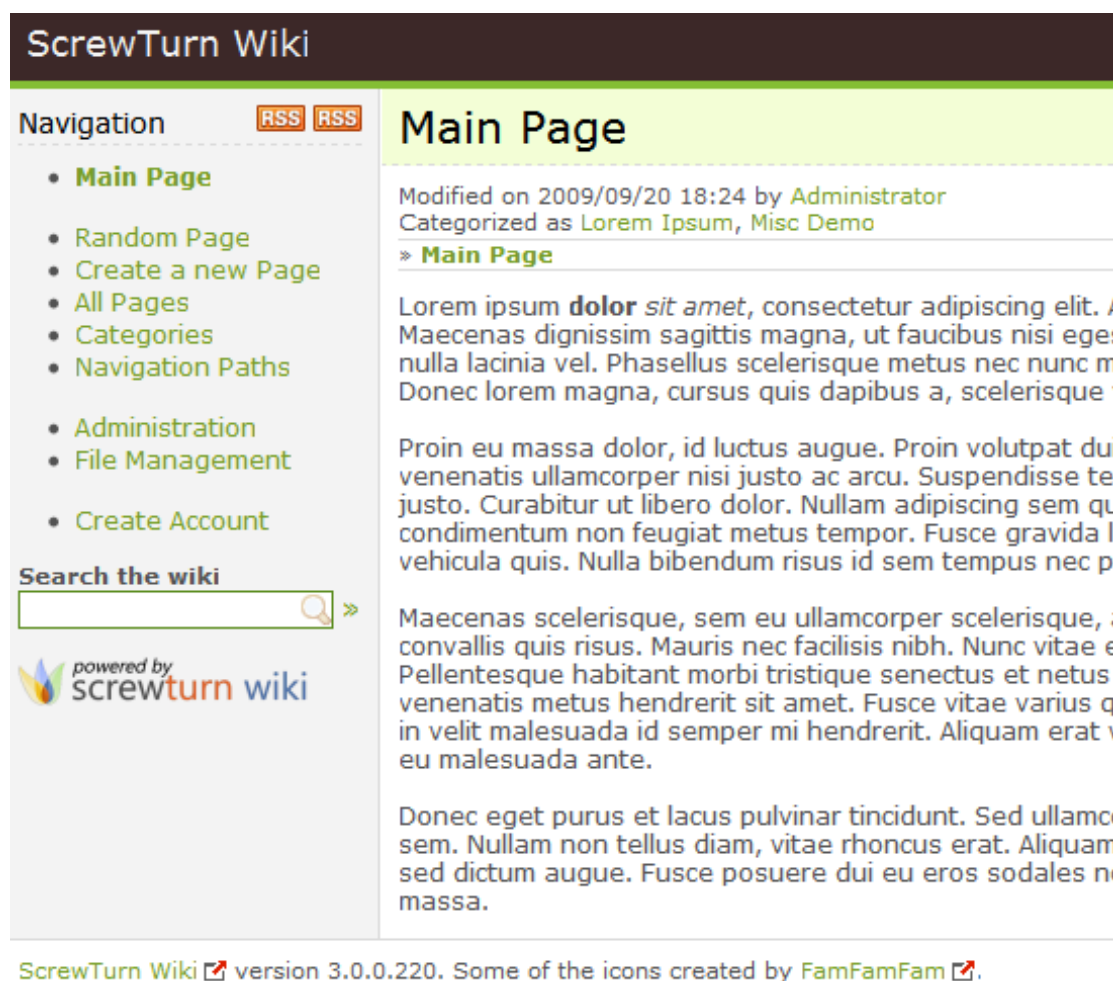 ScrewTurn Wiki
Navigation RSS RSS
Main Page
Random Page
Create a new Page
All Pages
Categories
Navigation Paths
Administration
File Management
Create Account
Search the wiki
»
powered by
screwturn wiki
Main Page
Modified on 2009/09/20 18:24 by Administrator
Categorized as Lorem Ipsum, Misc Demo
» Main Page
Lorem ipsum dolor sit amet, consectetur adipiscing elit.
Maecenas dignissim sagittis magna, ut faucibus nisi
nulla lacinia vel. Phasellus scelerisque metus nec nunc
Donec lorem magna, cursus quis dapibus a, scelerisque
Proin eu massa dolor, id luctus augue. Proin volutpat
venenatis ullamcorper nisi justo ac arcu. Suspendisse
justo. Curabitur ut libero dolor. Nullam adipiscing sem
condimentum non feugiat metus tempor. Fusce gravida
vehicula quis. Nulla bibendum risus id sem tempus nec
Maecenas scelerisque, sem eu ullamcorper scelerisque,
convallis quis risus. Mauris nec facilisis nibh. Nunc vitae
Pellentesque habitant morbi tristique senectus et netus
venenatis metus hendrerit sit amet. Fusce vitae varius
in velit malesuada id semper mi hendrerit. Aliquam erat
eu malesuada ante.
Donec eget purus et lacus pulvinar tincidunt. Sed
sem. Nullam non tellus diam, vitae rhoncus erat. Aliquam
sed dictum augue. Fusce posuere dui eu eros sodales
massa.
ScrewTurn Wiki version 3.0.0.220. Some of the icons created by FamFamFam.